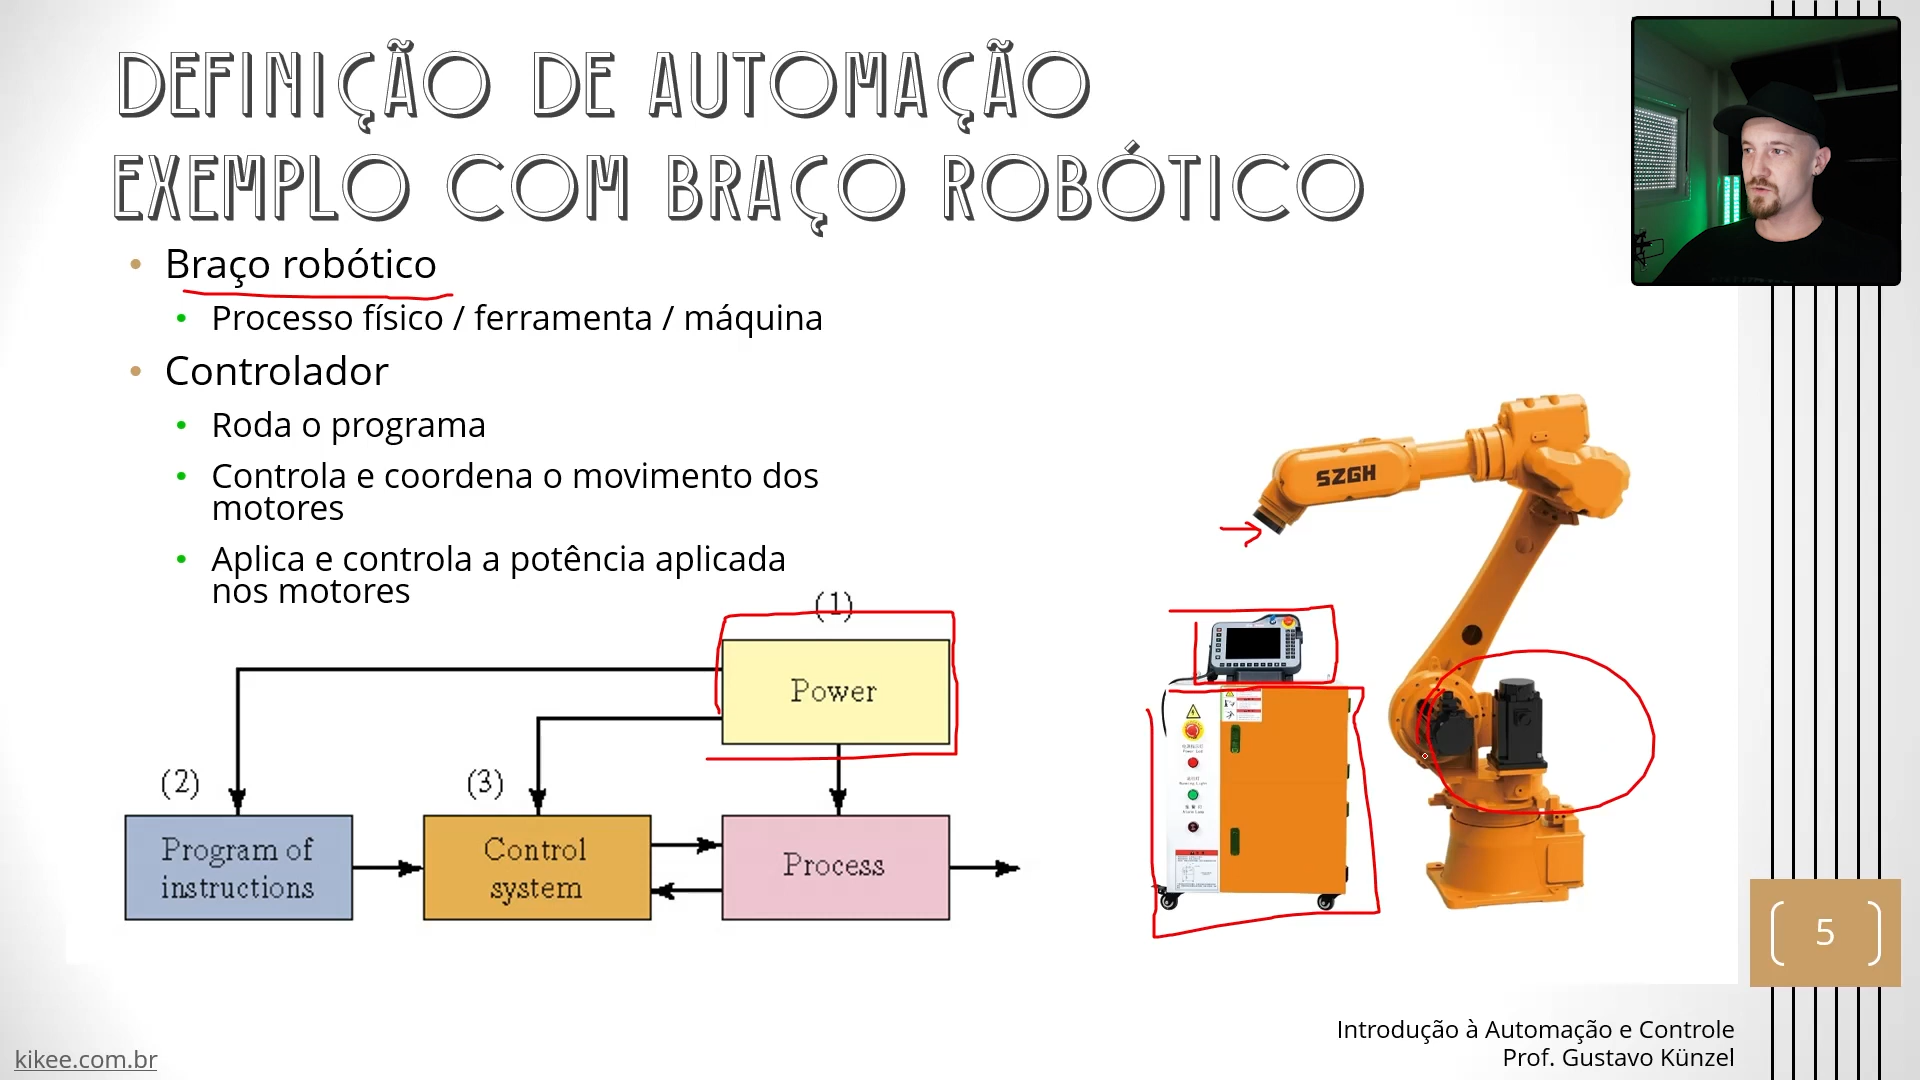 DEFINIÇÃO DE AUTOMAÇÃO
EXEMPLO COM BRAÇO ROBÓTICO
Braço robótico
Processo físico / ferramenta / máquina
Controlador
Roda o programa
Controla e coordena o movimento dos
motores
Aplica e controla a potência aplicada
nos motores
(1)
Power
(2)
(3)
Program of
instructions
Control
system
Process
SZGH
5
Introdução à Automação e Controle
Prof. Gustavo Künzel
kikee.com.br